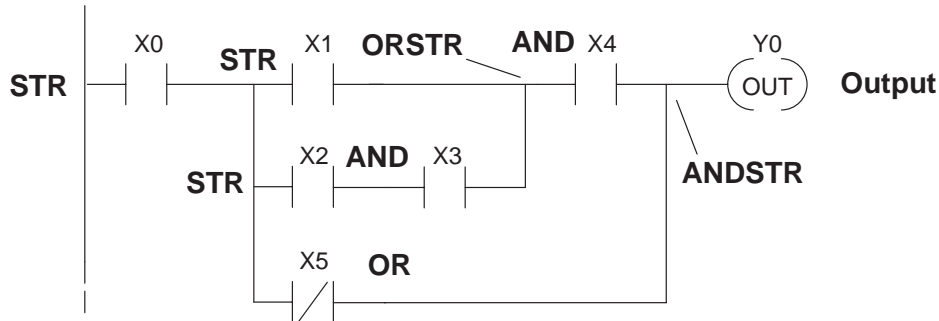 X0 STR X1 ORSTR AND X4 Y0
STR OUT Output
X2 AND X3
STR ANDSTR
X5 OR